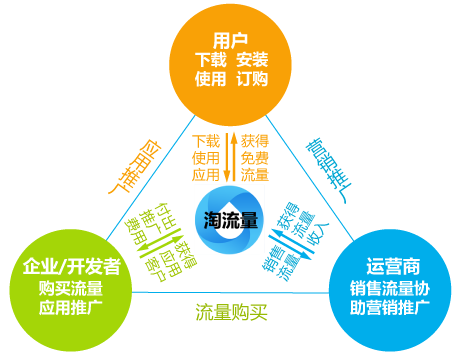 用户
下载 安装
使用 订购
应用推广
营销推广
下载
使用
应用
获得
免费
流量
淘流量
付出
推广
费用
获得
应用
客户
获得
流量
收入
销售
流量
企业/开发者
购买流量
应用推广
流量购买
运营商
销售流量协
助营销推广